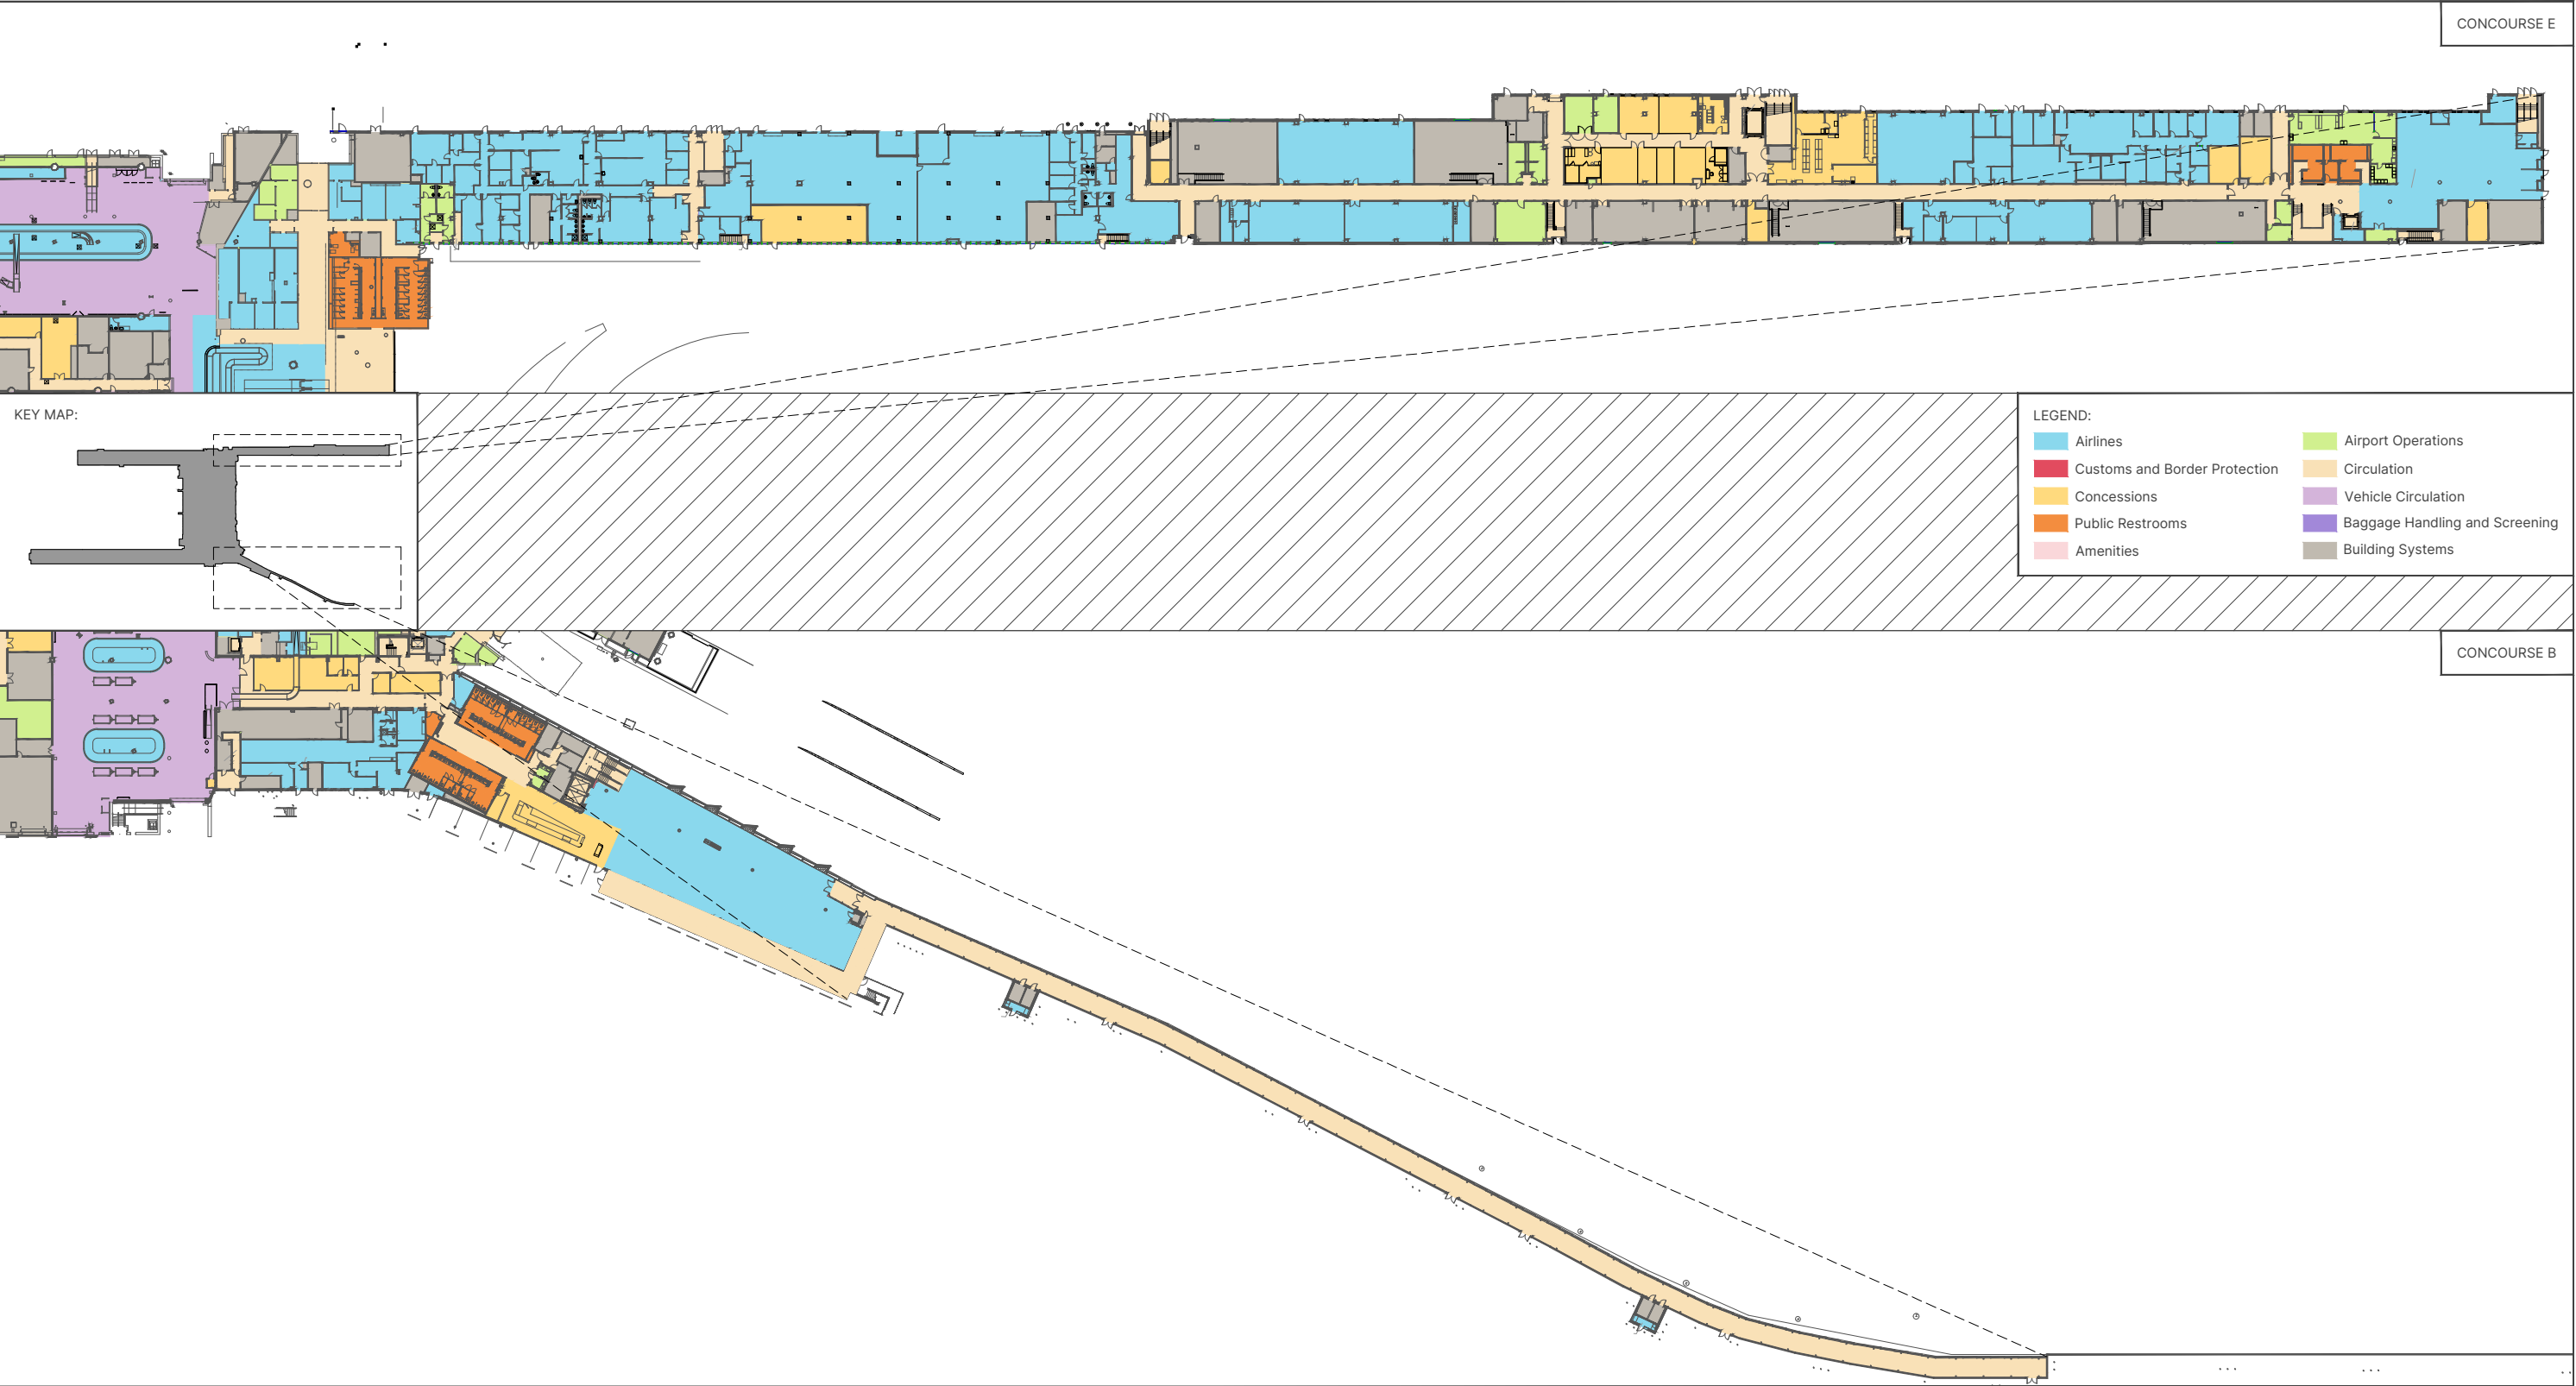 CONCOURSE E
KEY MAP:
LEGEND:
Airlines
Customs and Border Protection
Concessions
Public Restrooms
Amenities
Airport Operations
Circulation
Vehicle Circulation
Baggage Handling and Screening
Building Systems
CONCOURSE B